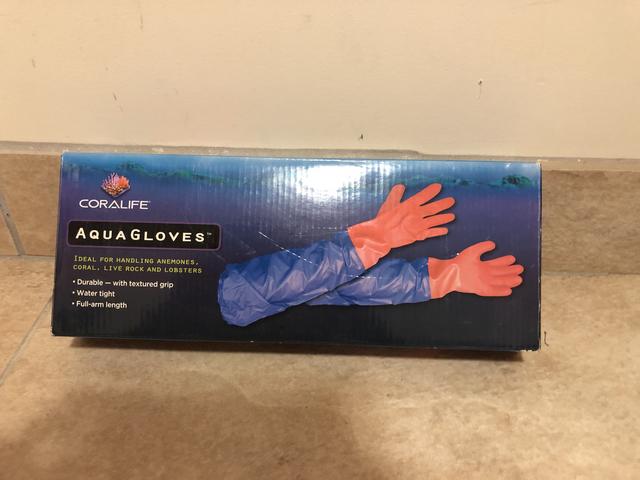 CORALIFE
AQUAGLOVES™
IDEAL FOR HANDLING ANEMONES,
CORAL, LIVE ROCK AND LOBSTERS
• Durable — with textured grip
• Water tight
• Full-arm length